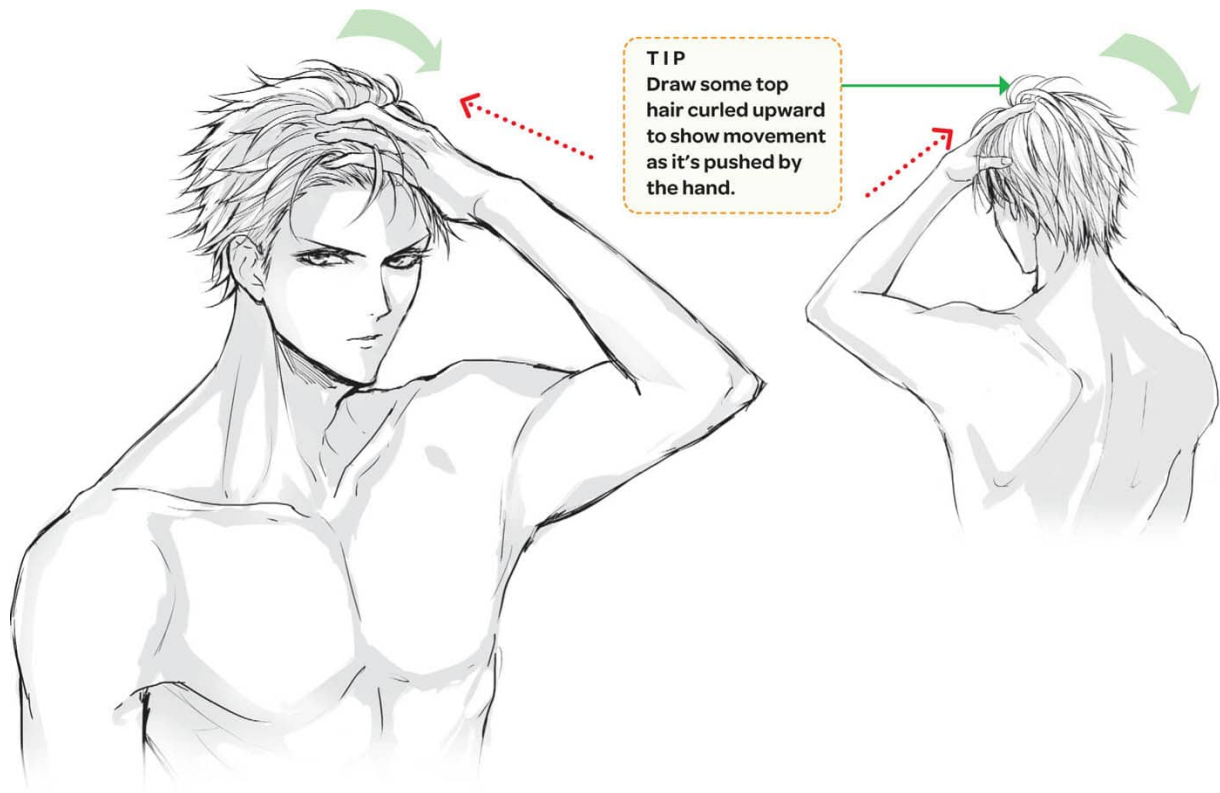 TIP
Draw some top
hair curled upward
to show movement
as it's pushed by
the hand.